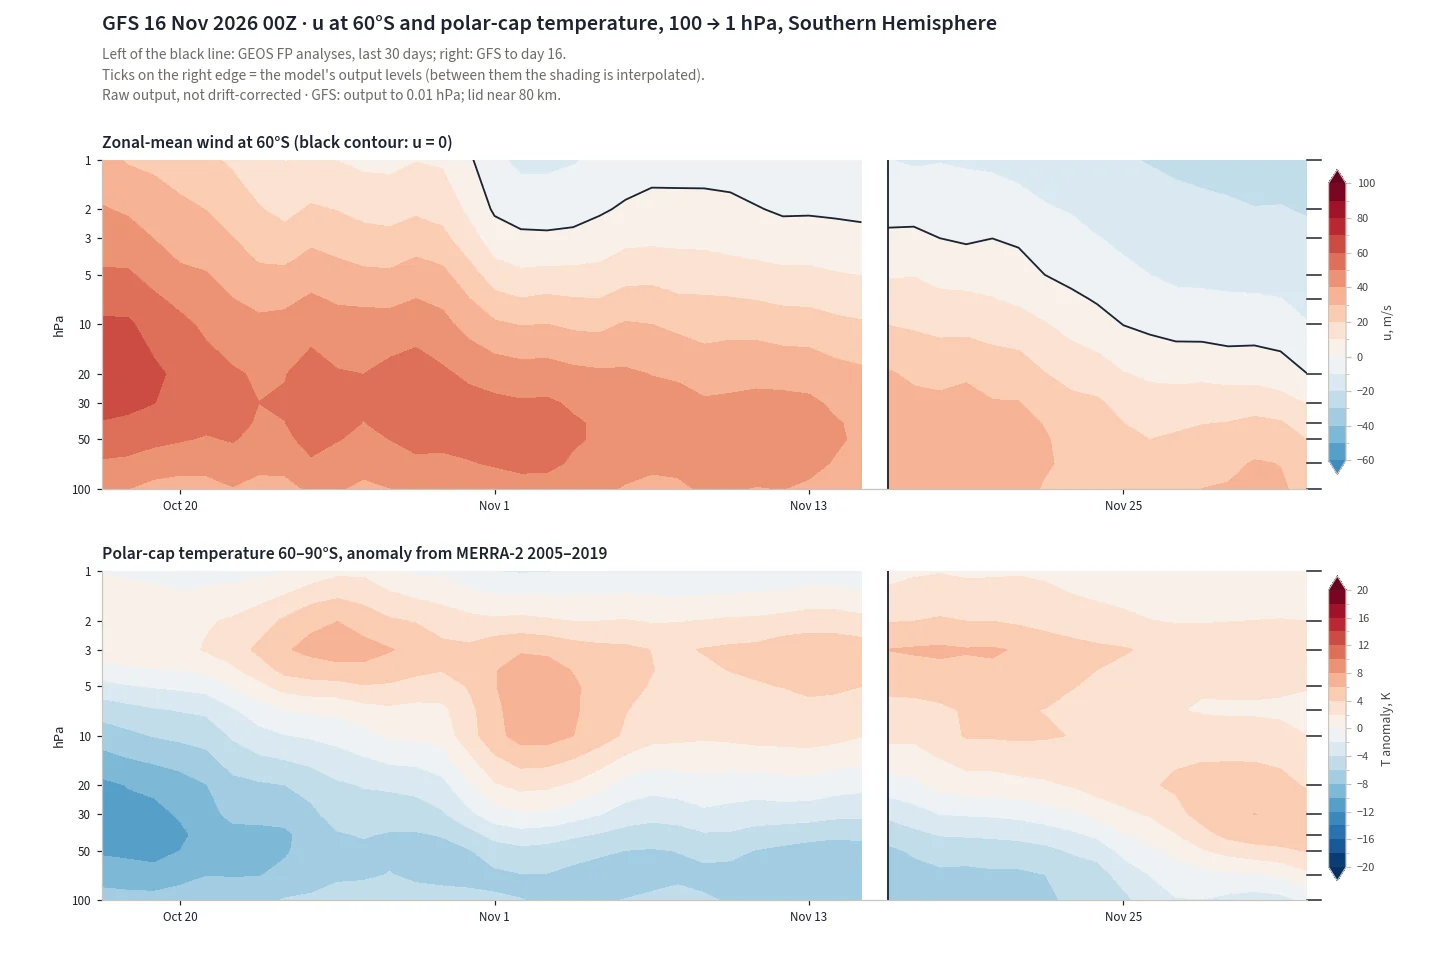 GFS 16 Nov 2026 00Z · u at 60°S and polar-cap temperature, 100 → 1 hPa, Southern Hemisphere
Left of the black line: GEOS FP analyses, last 30 days; right: GFS to day 16.
Ticks on the right edge = the model's output levels (between them the shading is interpolated).
Raw output, not drift-corrected · GFS: output to 0.01 hPa; lid near 80 km.
Zonal-mean wind at 60°S (black contour: u = 0)
1
2
3
5
10
20
30
50
100
hPa
Oct 20
Nov 1
Nov 13
Nov 25
100
80
60
40
20
0
−20
−40
−60
u, m/s
Polar-cap temperature 60–90°S, anomaly from MERRA-2 2005–2019
1
2
3
5
10
20
30
50
100
hPa
Oct 20
Nov 1
Nov 13
Nov 25
20
16
12
8
4
0
−4
−8
−12
−16
−20
T anomaly, K